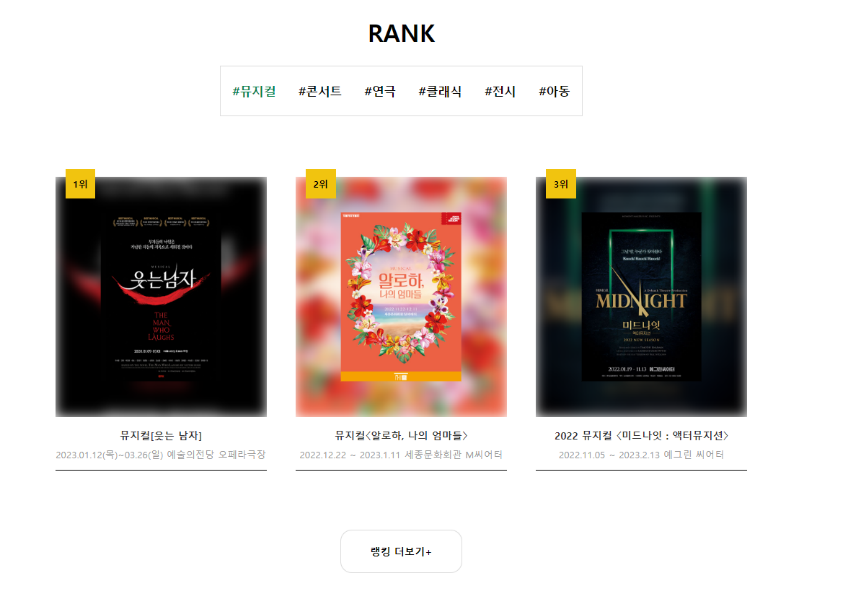 RANK
#뮤지컬 #콘서트 #연극 #클래식 #전시 #아동
1위
2위
3위
웃는남자
THE
MAN
WHO
LAUGHS
알로하,
나의 엄마들
MIDNIGHT
미드나잇
뮤지컬[웃는 남자]
2023.01.12(목)~03.26(일) 예술의전당 오페라극장
뮤지컬<알로하, 나의 엄마들>
2022.12.22 ~ 2023.1.11 세종문화회관 M씨어터
2022 뮤지컬 <미드나잇 : 액터뮤지션>
2022.11.05 ~ 2023.2.13 예그린 씨어터
랭킹 더보기+